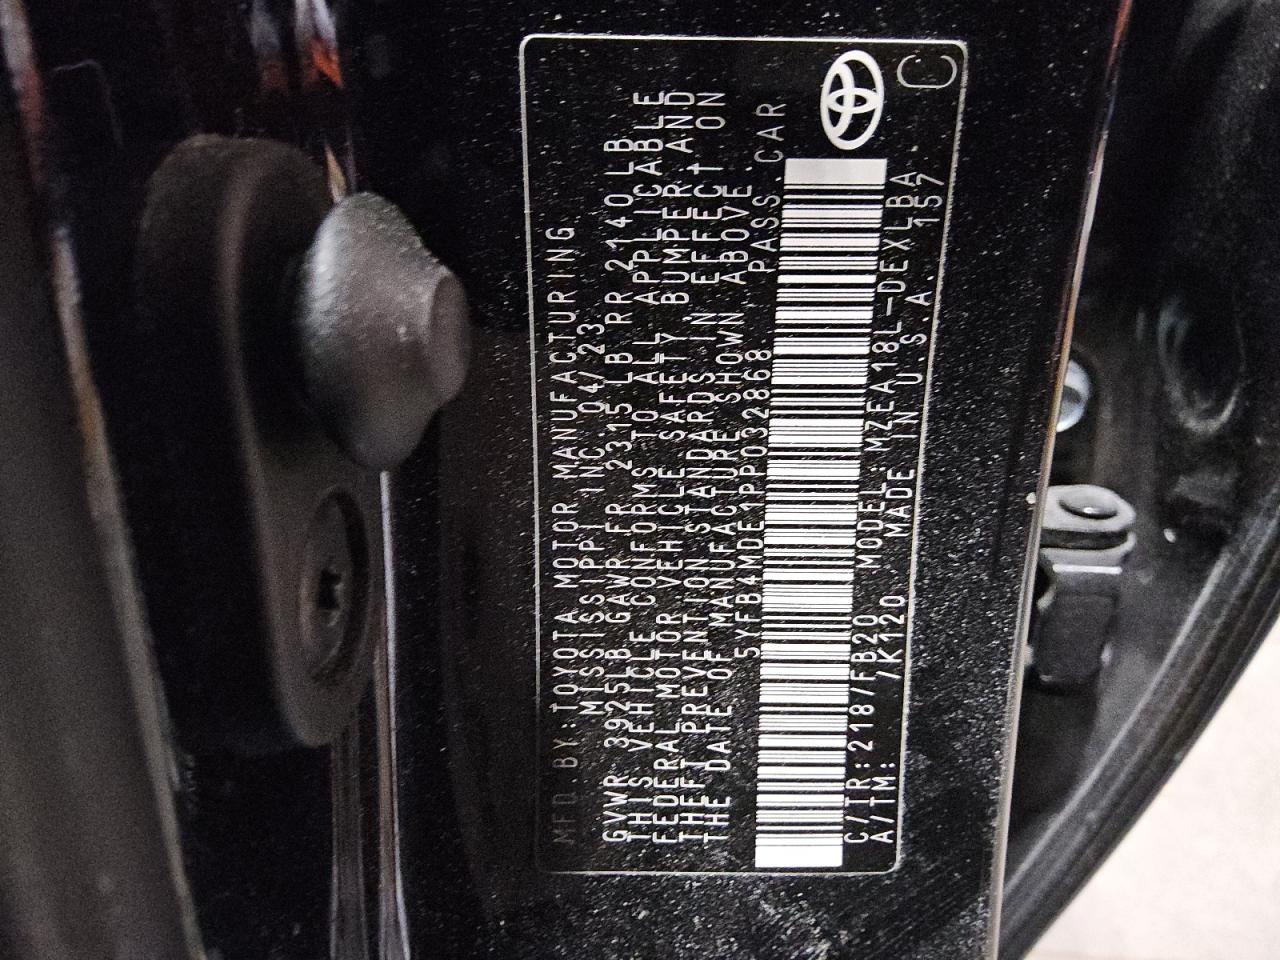 MFD.BY:TOYOTA MOTOR MANUFACTURING
MISSISSIPPI INC. 04/23
GVWR 3925LB GAWR FR 2315 LB RR 2140 LB
THIS VEHICLE CONFORMS TO ALL APPLICABLE
FEDERAL MOTOR VEHICLE SAFETY BUMPER AND
THEFT PREVENTION STANDARDS IN EFFECT ON
THE DATE OF MANUFACTURE SHOWN ABOVE.
5YFB4MDE1PP032868 PASS.CAR
C/TR:218/FB20 MODEL:MZEA18L-DEXLBA
A/TM: /K120 MADE IN U.S.A. 157
C